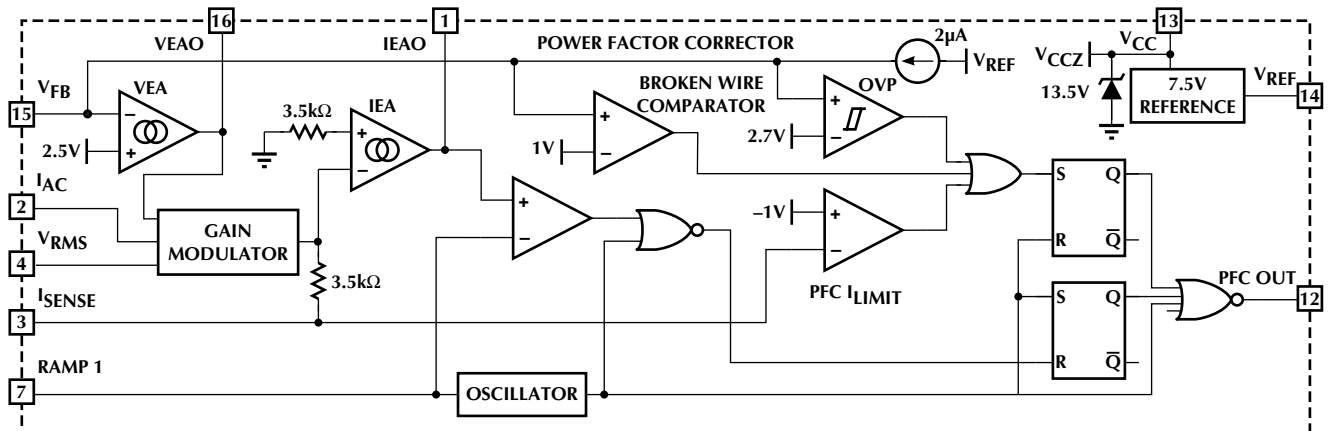 16
VEAO
1
IEAO
POWER FACTOR CORRECTOR
2µA
VREF
13
VCC
VCCZ
13.5V
7.5V
REFERENCE
VREF
14
VFB
15
VEA
−
+
2.5V
3.5kΩ
IEA
+
−
BROKEN WIRE
COMPARATOR
+
−
1V
OVP
+
−
2.7V
IAC
2
VRMS
4
GAIN
MODULATOR
3.5kΩ
+
−
−1V
+
−
PFC ILIMIT
S
Q
R
Q̅
S
Q
R
Q̅
PFC OUT
12
ISENSE
3
RAMP 1
7
OSCILLATOR